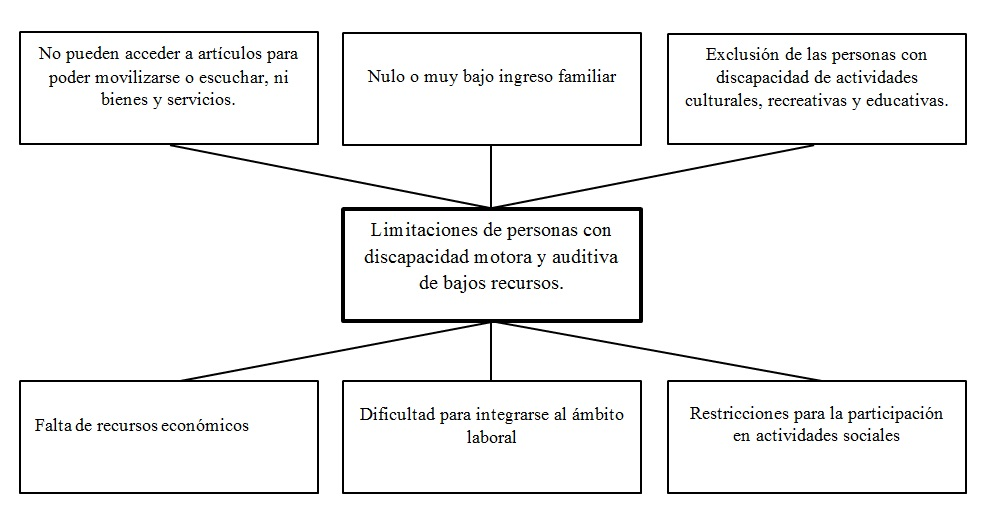 No pueden acceder a artículos para
poder movilizarse o escuchar, ni
bienes y servicios.
Nulo o muy bajo ingreso familiar
Exclusión de las personas con
discapacidad de actividades
culturales, recreativas y educativas.
Limitaciones de personas con
discapacidad motora y auditiva
de bajos recursos.
Falta de recursos económicos
Dificultad para integrarse al ámbito
laboral
Restricciones para la participación
en actividades sociales